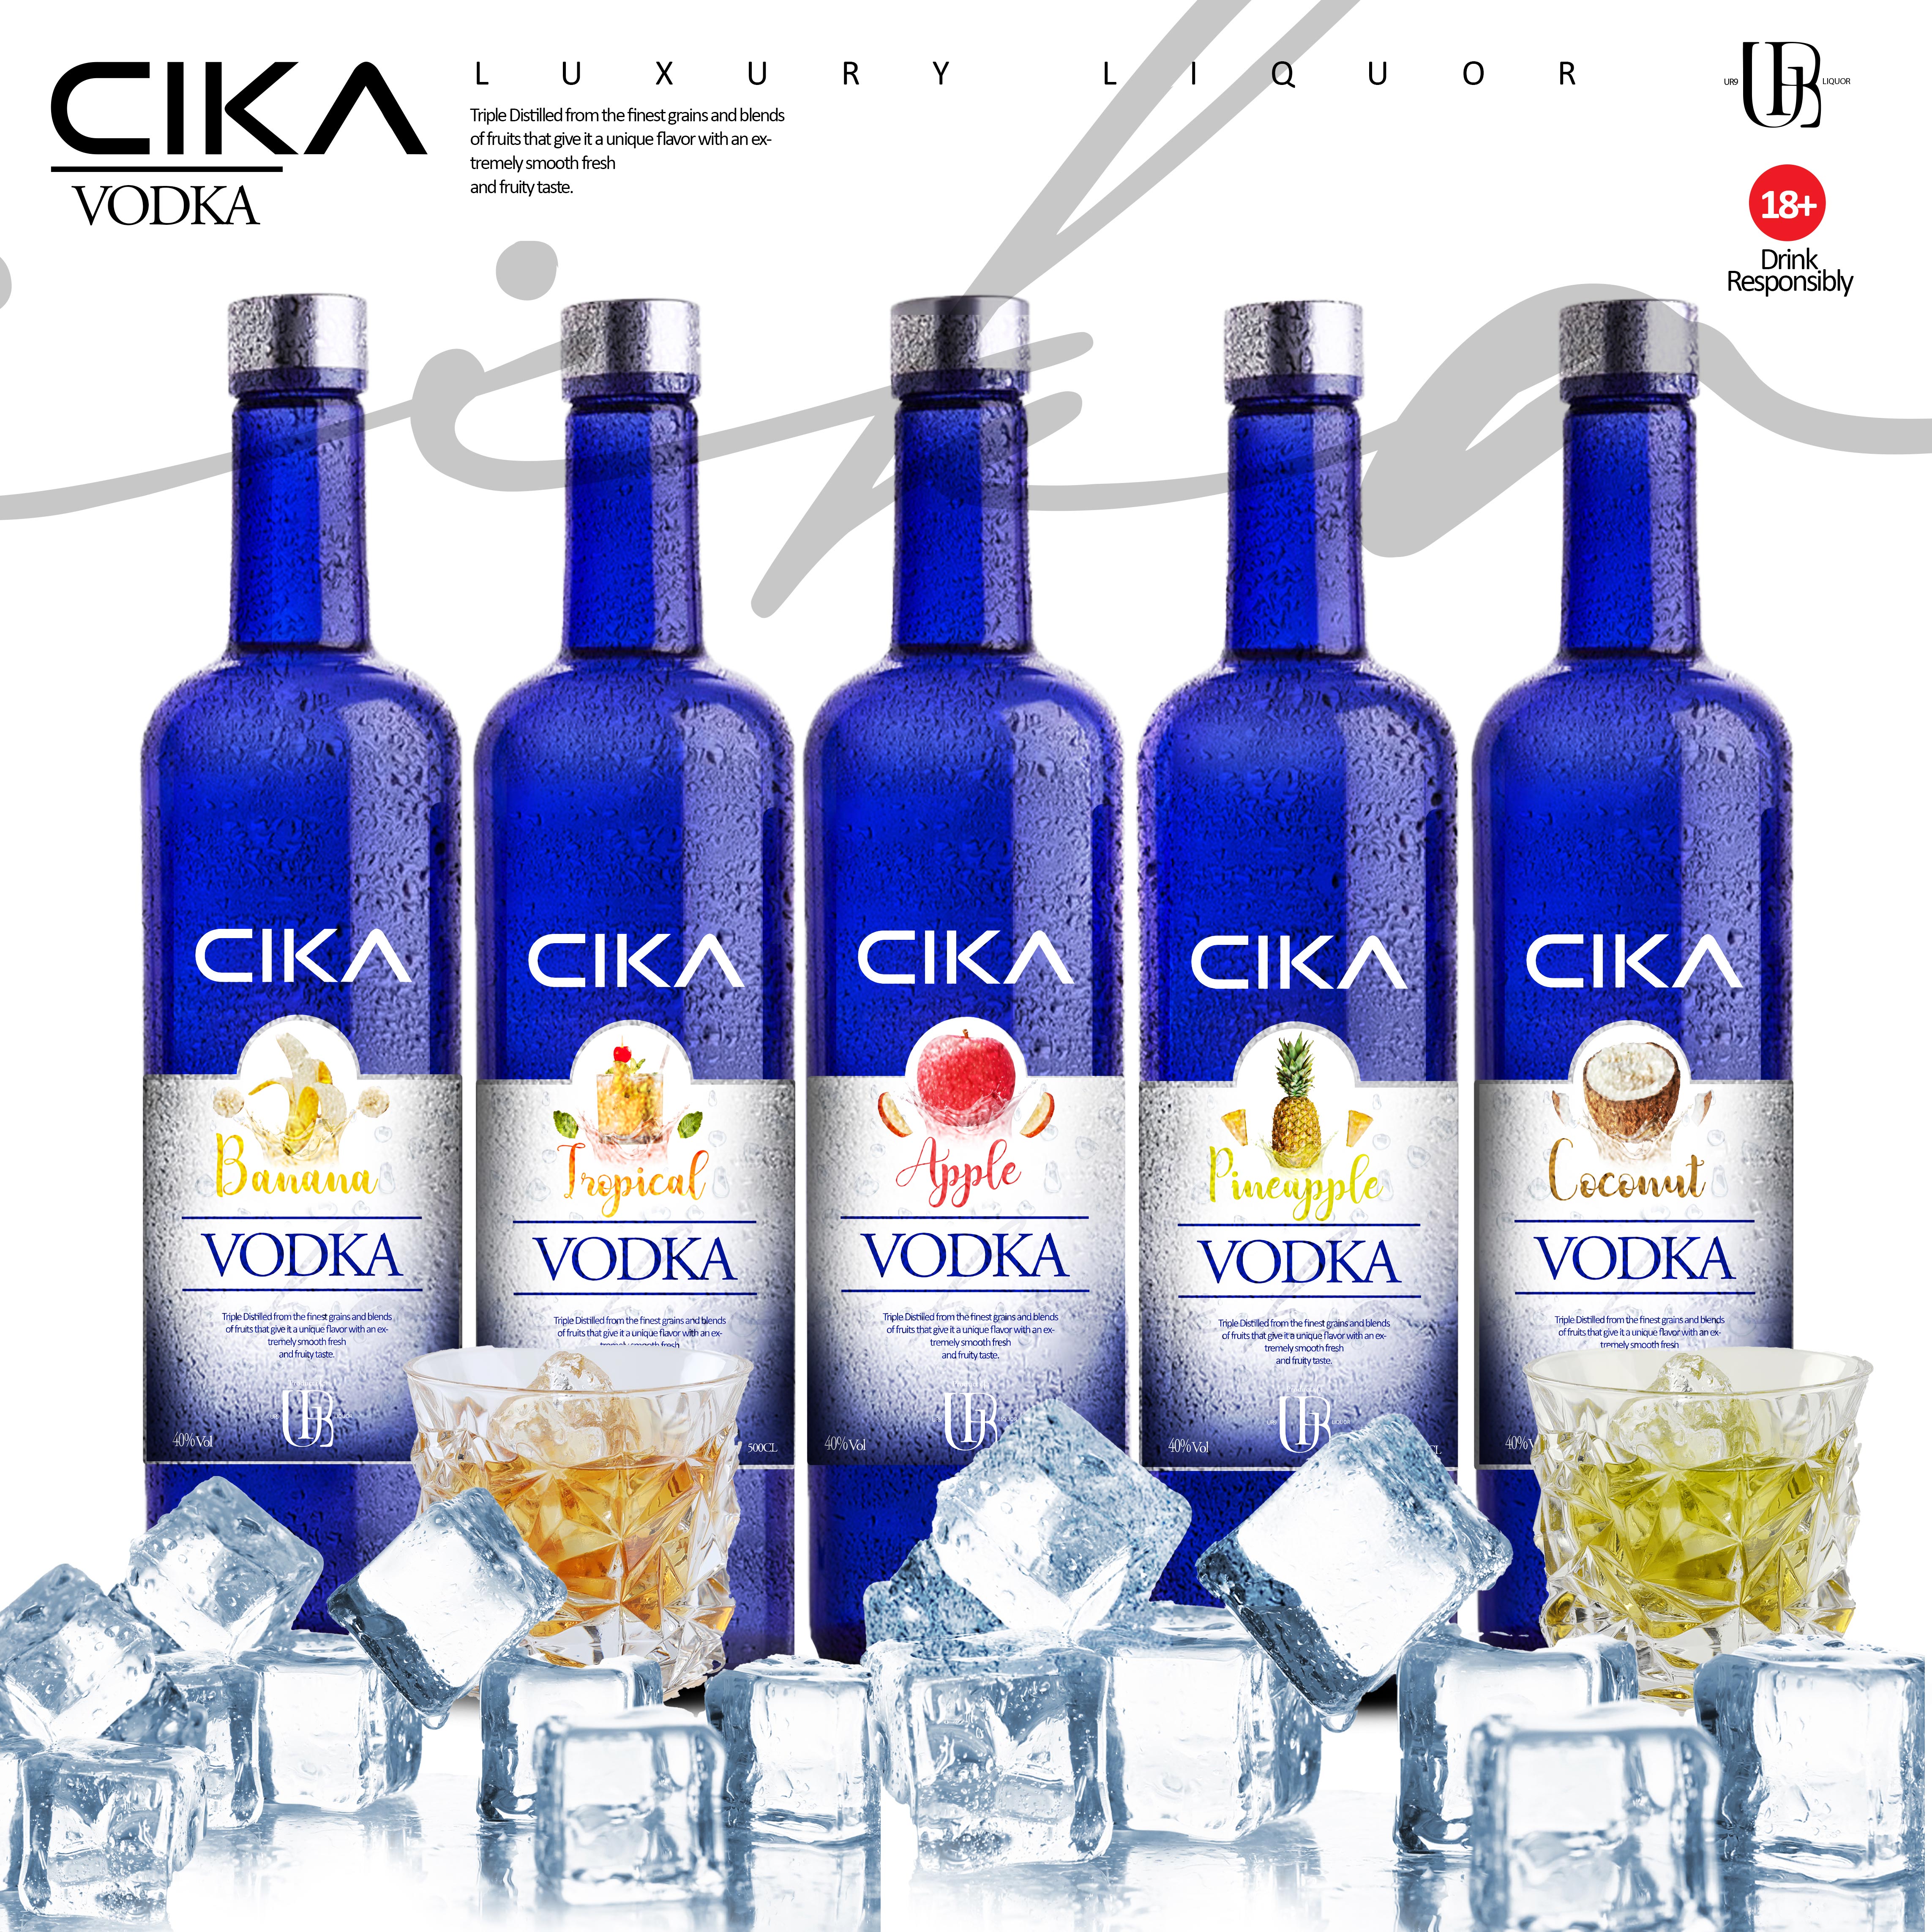 CIKA
VODKA
LUXURY LIQUOR
Triple Distilled from the finest grains and blends
of fruits that give it a unique flavor with an ex-
tremely smooth fresh
and fruity taste.
UR9
LIQUOR
18+
Drink
Responsibly
cika
CIKA
Banana
VODKA
Triple Distilled from the finest grains and blends
of fruits that give it a unique flavor with an ex-
tremely smooth fresh
and fruity taste.
40% Vol
CIKA
Tropical
VODKA
Triple Distilled from the finest grains and blends
of fruits that give it a unique flavor with an ex-
tremely smooth fresh
500CL
CIKA
Apple
VODKA
Triple Distilled from the finest grains and blends
of fruits that give it a unique flavor with an ex-
tremely smooth fresh
and fruity taste.
40% Vol
CIKA
Pineapple
VODKA
Triple Distilled from the finest grains and blends
of fruits that give it a unique flavor with an ex-
tremely smooth fresh
and fruity taste.
40% Vol
CL
CIKA
Coconut
VODKA
Triple Distilled from the finest grains and blends
of fruits that give it a unique flavor with an ex-
tremely smooth fresh
40% V